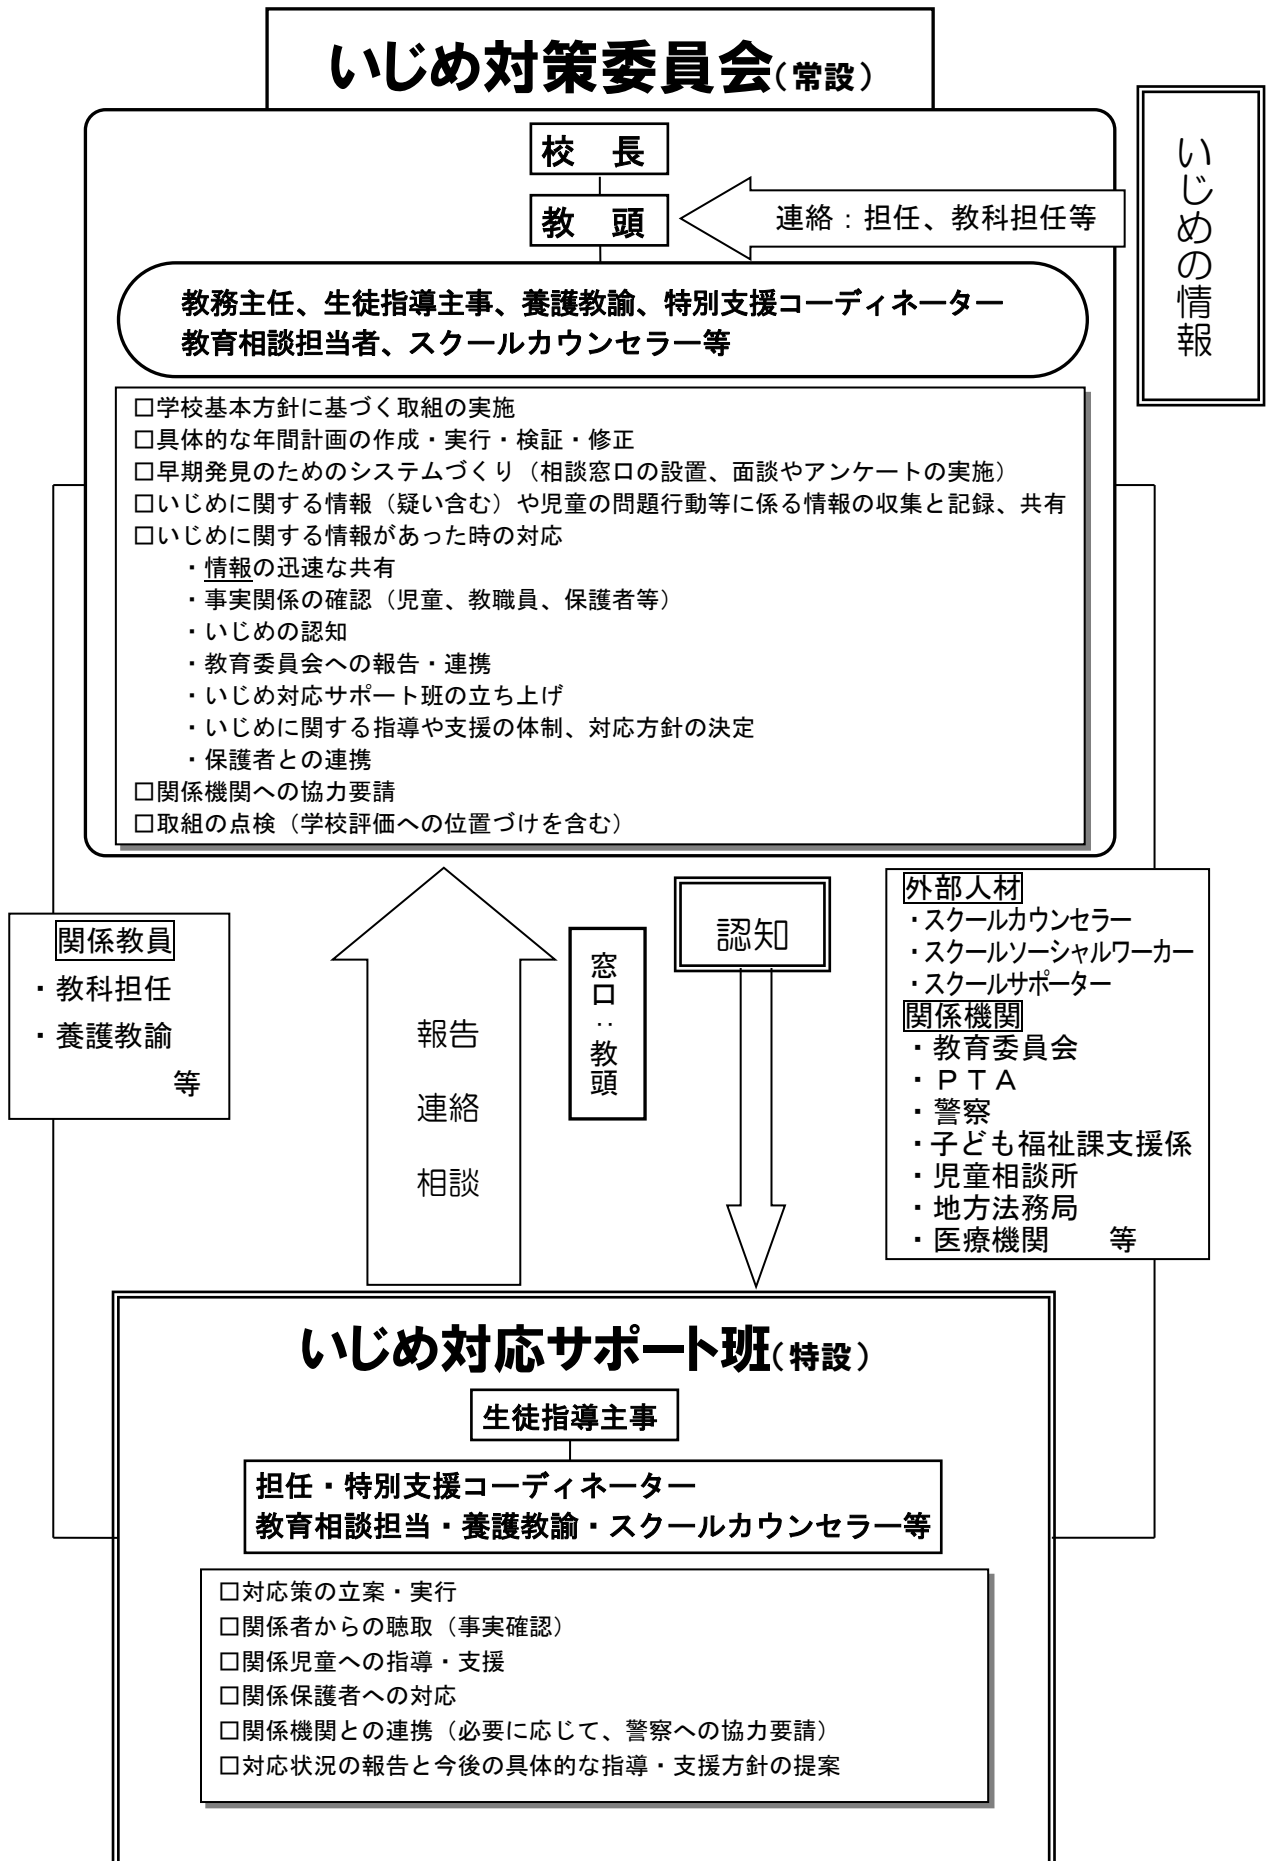 いじめ対策委員会（常設）
校　長
教　頭
連絡：担任、教科担任等
いじめの情報
教務主任、生徒指導主事、養護教諭、特別支援コーディネーター
教育相談担当者、スクールカウンセラー等
□学校基本方針に基づく取組の実施
□具体的な年間計画の作成・実行・検証・修正
□早期発見のためのシステムづくり（相談窓口の設置、面談やアンケートの実施）
□いじめに関する情報（疑い含む）や児童の問題行動等に係る情報の収集と記録、共有
□いじめに関する情報があった時の対応
・情報の迅速な共有
・事実関係の確認（児童、教職員、保護者等）
・いじめの認知
・教育委員会への報告・連携
・いじめ対応サポート班の立ち上げ
・いじめに関する指導や支援の体制、対応方針の決定
・保護者との連携
□関係機関への協力要請
□取組の点検（学校評価への位置づけを含む）
関係教員
・教科担任
・養護教諭
等
報告
連絡
相談
窓口：教頭
認知
外部人材
・スクールカウンセラー
・スクールソーシャルワーカー
・スクールサポーター
関係機関
・教育委員会
・ＰＴＡ
・警察
・子ども福祉課支援係
・児童相談所
・地方法務局
・医療機関　　等
いじめ対応サポート班（特設）
生徒指導主事
担任・特別支援コーディネーター
教育相談担当・養護教諭・スクールカウンセラー等
□対応策の立案・実行
□関係者からの聴取（事実確認）
□関係児童への指導・支援
□関係保護者への対応
□関係機関との連携（必要に応じて、警察への協力要請）
□対応状況の報告と今後の具体的な指導・支援方針の提案